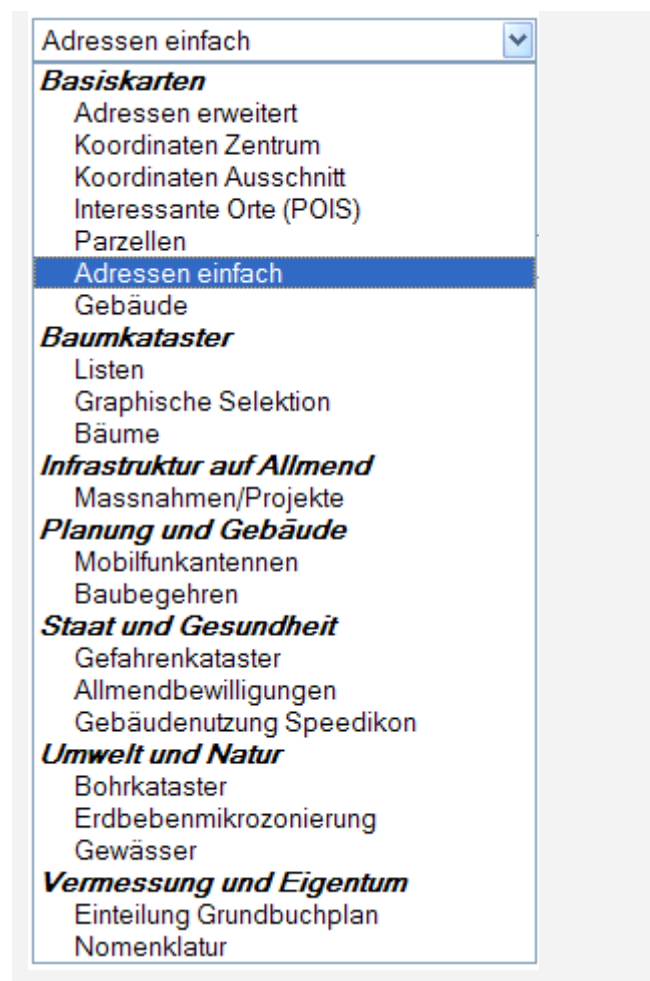 Adressen einfach
Basiskarten
Adressen erweitert
Koordinaten Zentrum
Koordinaten Ausschnitt
Interessante Orte (POIS)
Parzellen
Adressen einfach
Gebäude
Baumkataster
Listen
Graphische Selektion
Bäume
Infrastruktur auf Allmend
Massnahmen/Projekte
Planung und Gebäude
Mobilfunkantennen
Baubegehren
Staat und Gesundheit
Gefahrenkataster
Allmendbewilligungen
Gebäudenutzung Speedikon
Umwelt und Natur
Bohrkataster
Erdbebenmikrozonierung
Gewässer
Vermessung und Eigentum
Einteilung Grundbuchplan
Nomenklatur